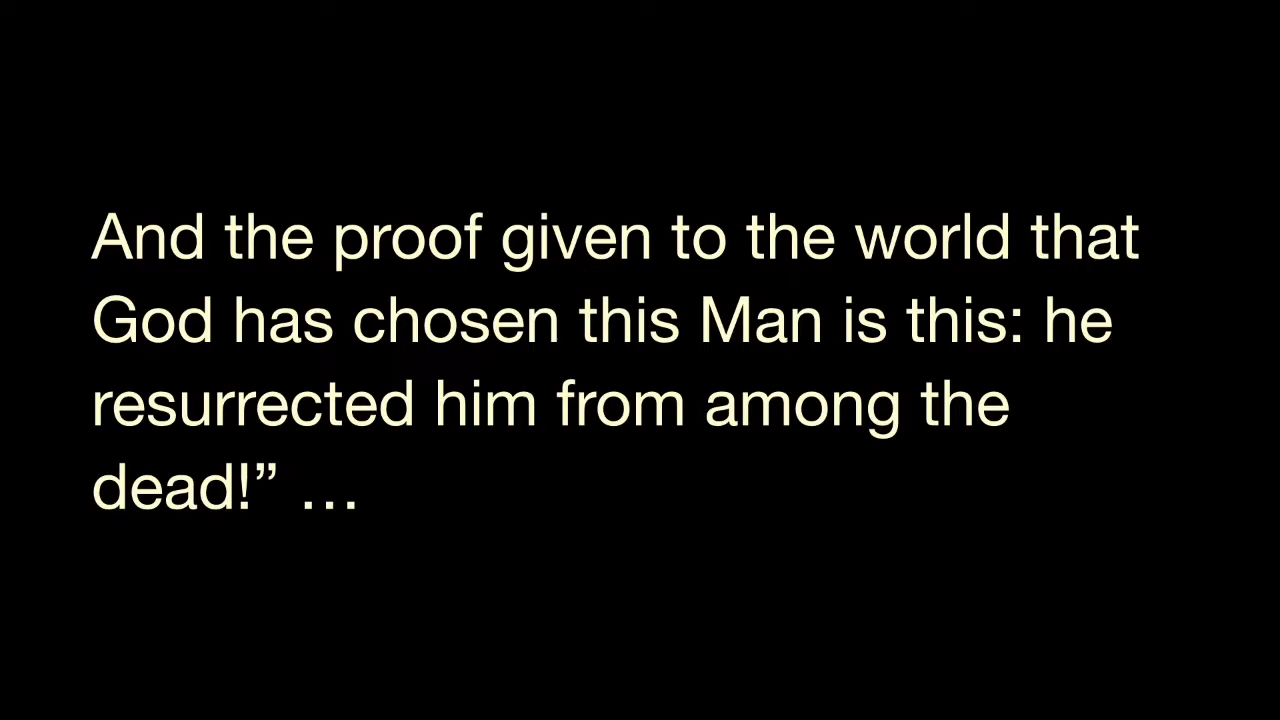 And the proof given to the world that
God has chosen this Man is this: he
resurrected him from among the
dead!” …